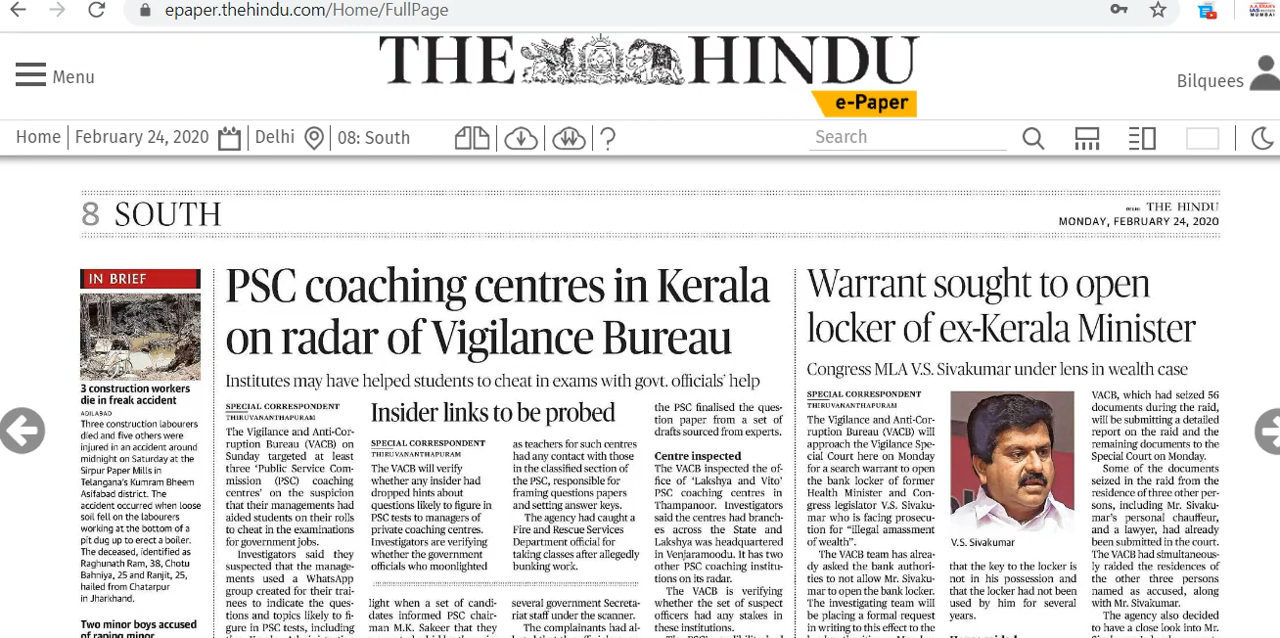 epaper.thehindu.com/Home/FullPage
Menu
THE HINDU
e-Paper
Bilquees
Home
February 24, 2020
Delhi
08: South
Search
8 SOUTH
THE HINDU
MONDAY, FEBRUARY 24, 2020
IN BRIEF
3 construction workers
die in freak accident
ADILABAD
Three construction labourers
died and five others were
injured in an accident around
midnight on Saturday at the
Sirpur Paper Mills in
Telangana's Kumram Bheem
Asifabad district. The
accident occurred when loose
soil fell on the labourers
working at the bottom of a
pit dug up to erect a boiler.
The deceased, identified as
Raghunath Ram, 38, Chotu
Bahniya, 25 and Ranjit, 25,
hailed from Chatarpur
in Jharkhand.
Two minor boys accused
of raping minor
PSC coaching centres in Kerala
on radar of Vigilance Bureau
Institutes may have helped students to cheat in exams with govt. officials' help
SPECIAL CORRESPONDENT
THIRUVANANTHAPURAM
The Vigilance and Anti-Cor-
ruption Bureau (VACB) on
Sunday targeted at least
three 'Public Service Com-
mission (PSC) coaching
centres' on the suspicion
that their managements had
aided students on their rolls
to cheat in the examinations
for government jobs.
Investigators said they
suspected that the manage-
ments used a WhatsApp
group created for their trai-
nees to indicate the ques-
tions and topics likely to fi-
gure in PSC tests, including
Insider links to be probed
SPECIAL CORRESPONDENT
THIRUVANANTHAPURAM
The VACB will verify
whether any insider had
dropped hints about
questions likely to figure in
PSC tests to managers of
private coaching centres.
Investigators are verifying
whether the government
officials who moonlighted
as teachers for such centres
had any contact with those
in the classified section of
the PSC, responsible for
framing questions papers
and setting answer keys.
The agency had caught a
Fire and Rescue Services
Department official for
taking classes after allegedly
bunking work.
light when a set of candi-
dates informed PSC chair-
man M.K. Sakeer that they
several government Secreta-
riat staff under the scanner.
The complainants had al-
the PSC finalised the ques-
tion paper from a set of
drafts sourced from experts.
Centre inspected
The VACB inspected the of-
fice of 'Lakshya and Vito'
PSC coaching centres in
Thampanoor. Investigators
said the centres had branch-
es across the State and
Lakshya was headquartered
in Venjaramoodu. It has two
other PSC coaching institu-
tions on its radar.
The VACB is verifying
whether the set of suspect
officers had any stakes in
these institutions.
Warrant sought to open
locker of ex-Kerala Minister
Congress MLA V.S. Sivakumar under lens in wealth case
SPECIAL CORRESPONDENT
THIRUVANANTHAPURAM
The Vigilance and Anti-Cor-
ruption Bureau (VACB) will
approach the Vigilance Spe-
cial Court here on Monday
for a search warrant to open
the bank locker of former
Health Minister and Con-
gress legislator V.S. Sivaku-
mar who is facing prosecu-
tion for "illegal amassment
of wealth".
The VACB team has alrea-
dy asked the bank authori-
ties to not allow Mr. Sivaku-
mar to open the bank locker.
The investigating team will
be placing a formal request
in writing to this effect to the
V.S. Sivakumar
that the key to the locker is
not in his possession and
that the locker had not been
used by him for several
years.
VACB, which had seized 56
documents during the raid,
will be submitting a detailed
report on the raid and the
remaining documents to the
Special Court on Monday.
Some of the documents
seized in the raid from the
residence of three other per-
sons, including Mr. Sivaku-
mar's personal chauffeur,
and a lawyer, had already
been submitted in the court.
The VACB had simultaneous-
ly raided the residences of
the other three persons
named as accused, along
with Mr. Sivakumar.
The agency also decided
to have a close look into Mr.